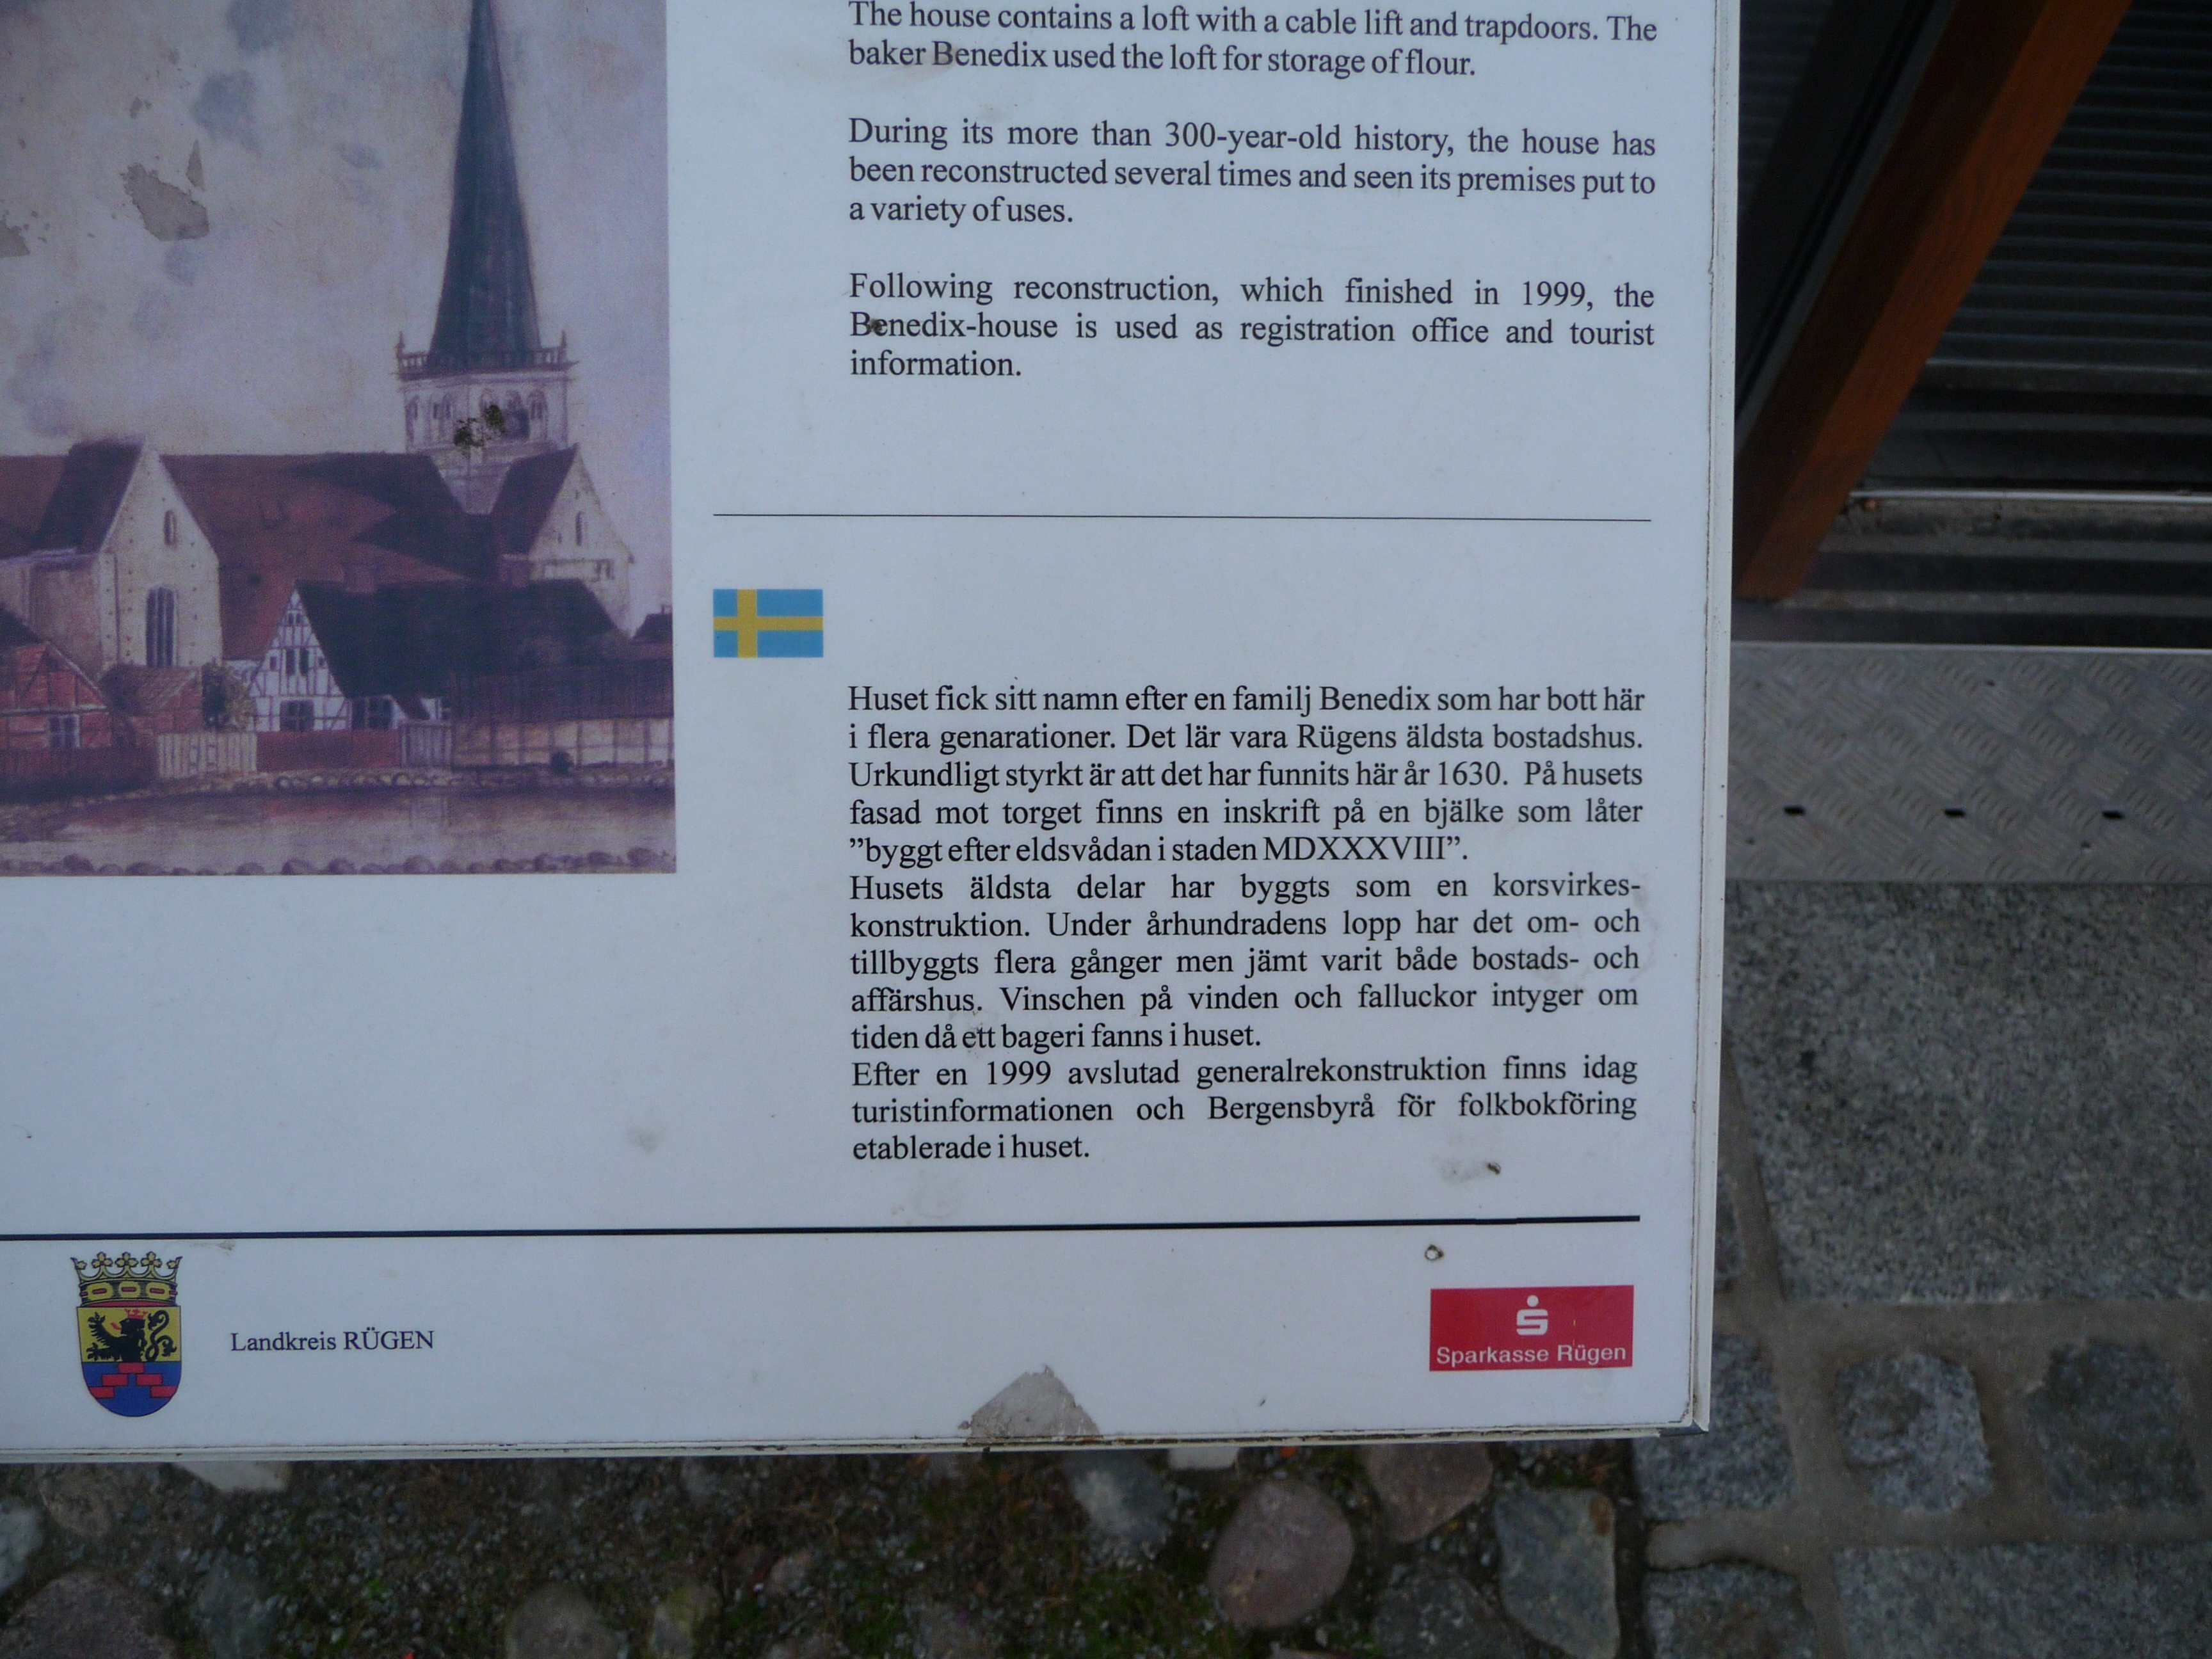 The house contains a loft with a cable lift and trapdoors. The
baker Benedix used the loft for storage of flour.
During its more than 300-year-old history, the house has
been reconstructed several times and seen its premises put to
a variety of uses.
Following reconstruction, which finished in 1999, the
Benedix-house is used as registration office and tourist
information.
Huset fick sitt namn efter en familj Benedix som har bott här
i flera genarationer. Det lär vara Rügens äldsta bostadshus.
Urkundligt styrkt är att det har funnits här år 1630. På husets
fasad mot torget finns en inskrift på en bjälke som låter
”byggt efter eldsvådan i staden MDXXXVIII”.
Husets äldsta delar har byggts som en korsvirkes-
konstruktion. Under århundradens lopp har det om- och
tillbyggts flera gånger men jämt varit både bostads- och
affärshus. Vinschen på vinden och falluckor intyger om
tiden då ett bageri fanns i huset.
Efter en 1999 avslutad generalrekonstruktion finns idag
turistinformationen och Bergensbyrå för folkbokföring
etablerade i huset.
Landkreis RÜGEN
Sparkasse Rügen